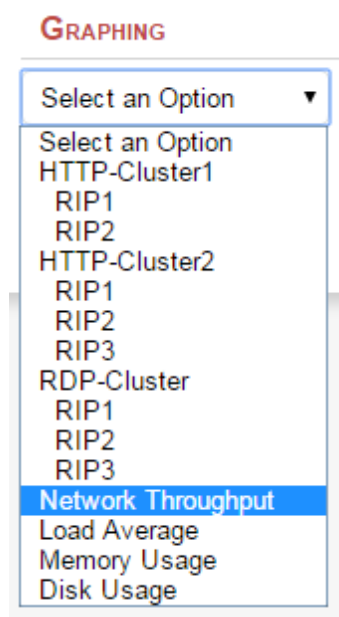 GRAPHING
Select an Option
Select an Option
HTTP-Cluster1
RIP1
RIP2
HTTP-Cluster2
RIP1
RIP2
RIP3
RDP-Cluster
RIP1
RIP2
RIP3
Network Throughput
Load Average
Memory Usage
Disk Usage